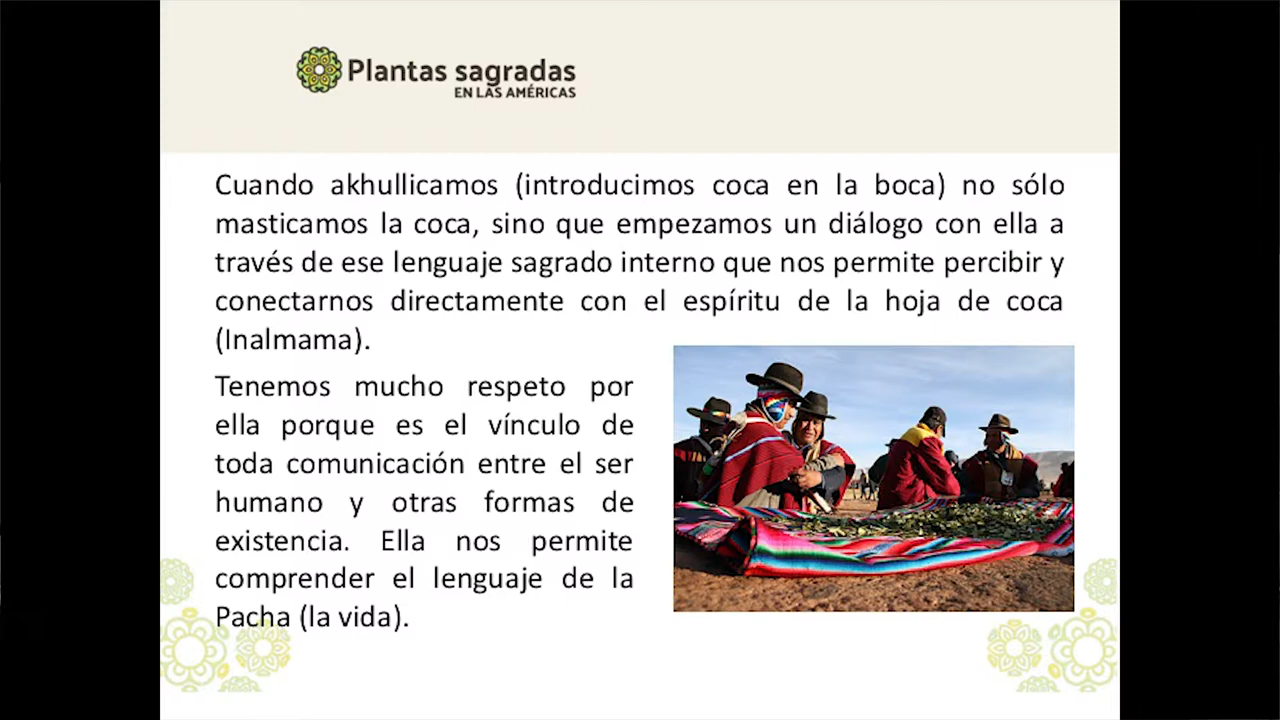 Plantas sagradas
EN LAS AMÉRICAS
Cuando akhullicamos (introducimos coca en la boca) no sólo
masticamos la coca, sino que empezamos un diálogo con ella a
través de ese lenguaje sagrado interno que nos permite percibir y
conectarnos directamente con el espíritu de la hoja de coca
(Inalmama).
Tenemos mucho respeto por
ella porque es el vínculo de
toda comunicación entre el ser
humano y otras formas de
existencia. Ella nos permite
comprender el lenguaje de la
Pacha (la vida).